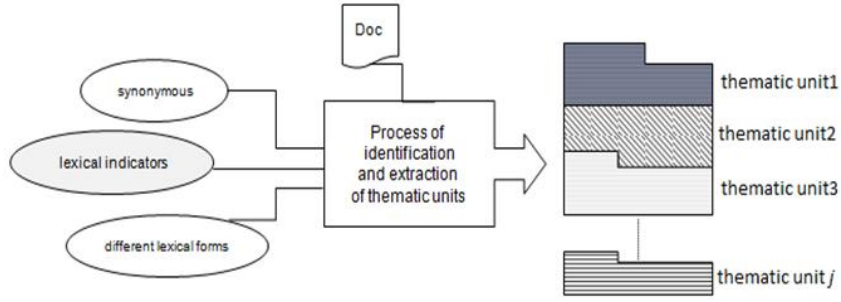 Doc
synonymous
lexical indicators
different lexical forms
Process of
identification
and extraction
of thematic units
thematic unit1
thematic unit2
thematic unit3
thematic unit j